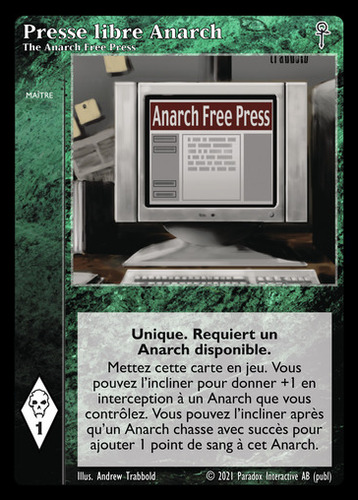 Presse libre Anarch
The Anarch Free Press
MAÎTRE
Anarch Free Press
Unique. Requiert un
Anarch disponible.
Mettez cette carte en jeu. Vous
pouvez l'incliner pour donner +1 en
interception à un Anarch que vous
contrôlez. Vous pouvez l'incliner après
qu'un Anarch chasse avec succès pour
ajouter 1 point de sang à cet Anarch.
1
Illus. Andrew Trabbold
© 2021 Paradox Interactive AB (publ)